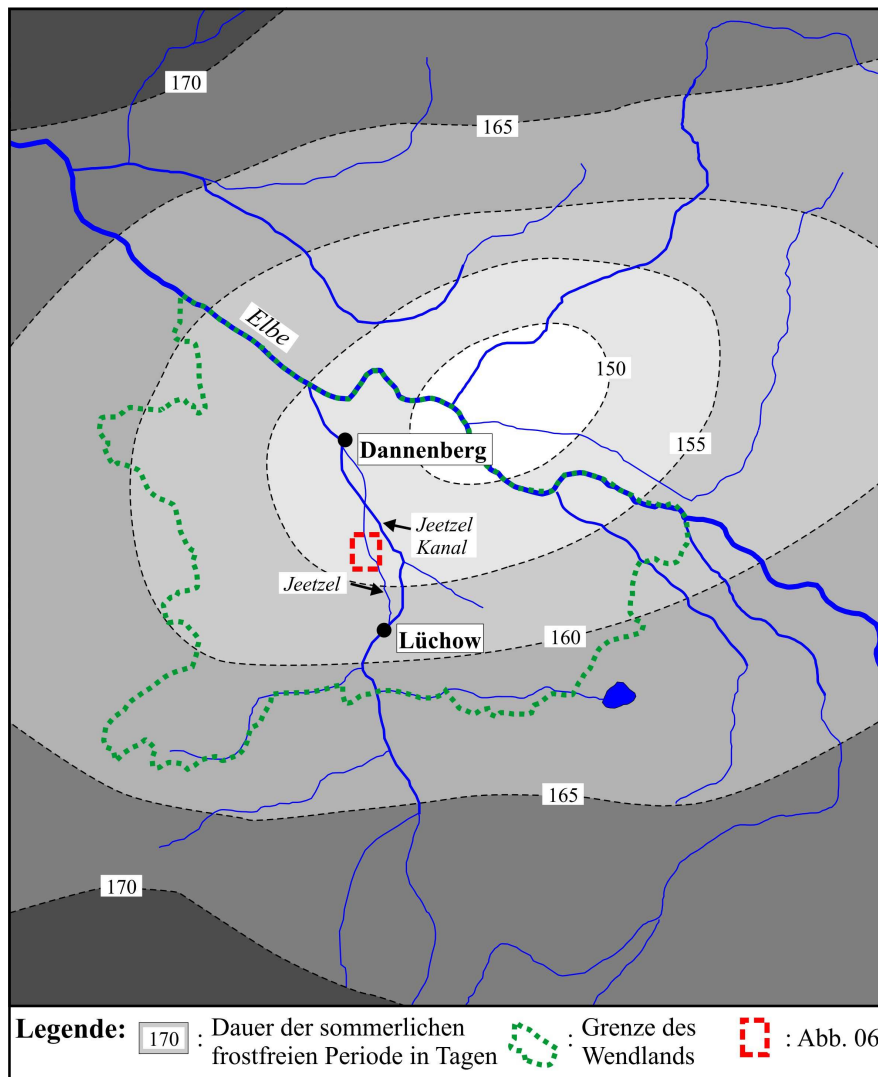 170
165
Elbe
150
155
Dannenberg
Jeetzel
Kanal
Jeetzel
160
Lüchow
165
170
Legende:
170 : Dauer der sommerlichen
frostfreien Periode in Tagen
: Grenze des
Wendlands
: Abb. 06